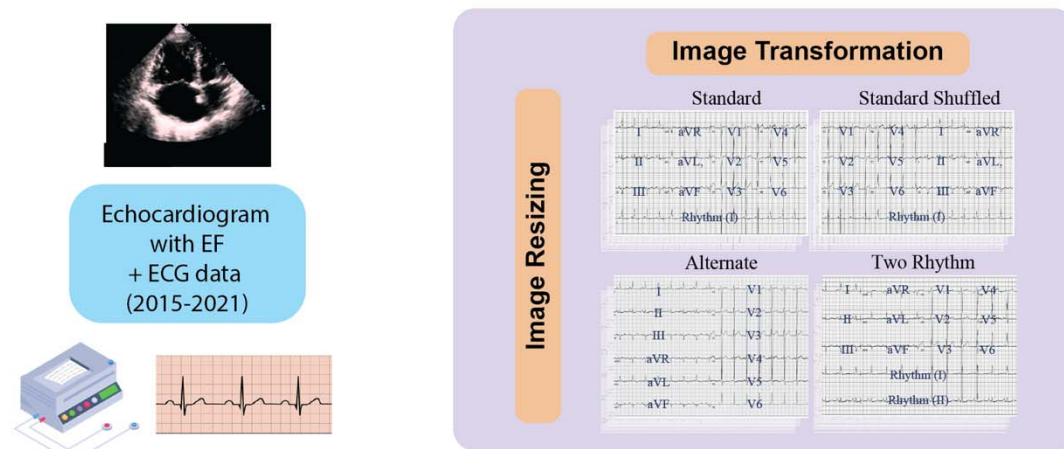 Echocardiogram
with EF
+ ECG data
(2015-2021)
Image Transformation
Image Resizing
Standard
I aVR V1 V4
II aVL, V2 V5
III aVF V3 V6
Rhythm (I)
Standard Shuffled
V1 V4 I aVR
V2 V5 II aVL,
V3 V6 III aVF
Rhythm (I)
Alternate
I V1
II V2
III V3
aVR V4
aVL V5
aVF V6
Two Rhythm
I aVR V1 V4
II aVL V2 V5
III aVF V3 V6
Rhythm (I)
Rhythm (II)